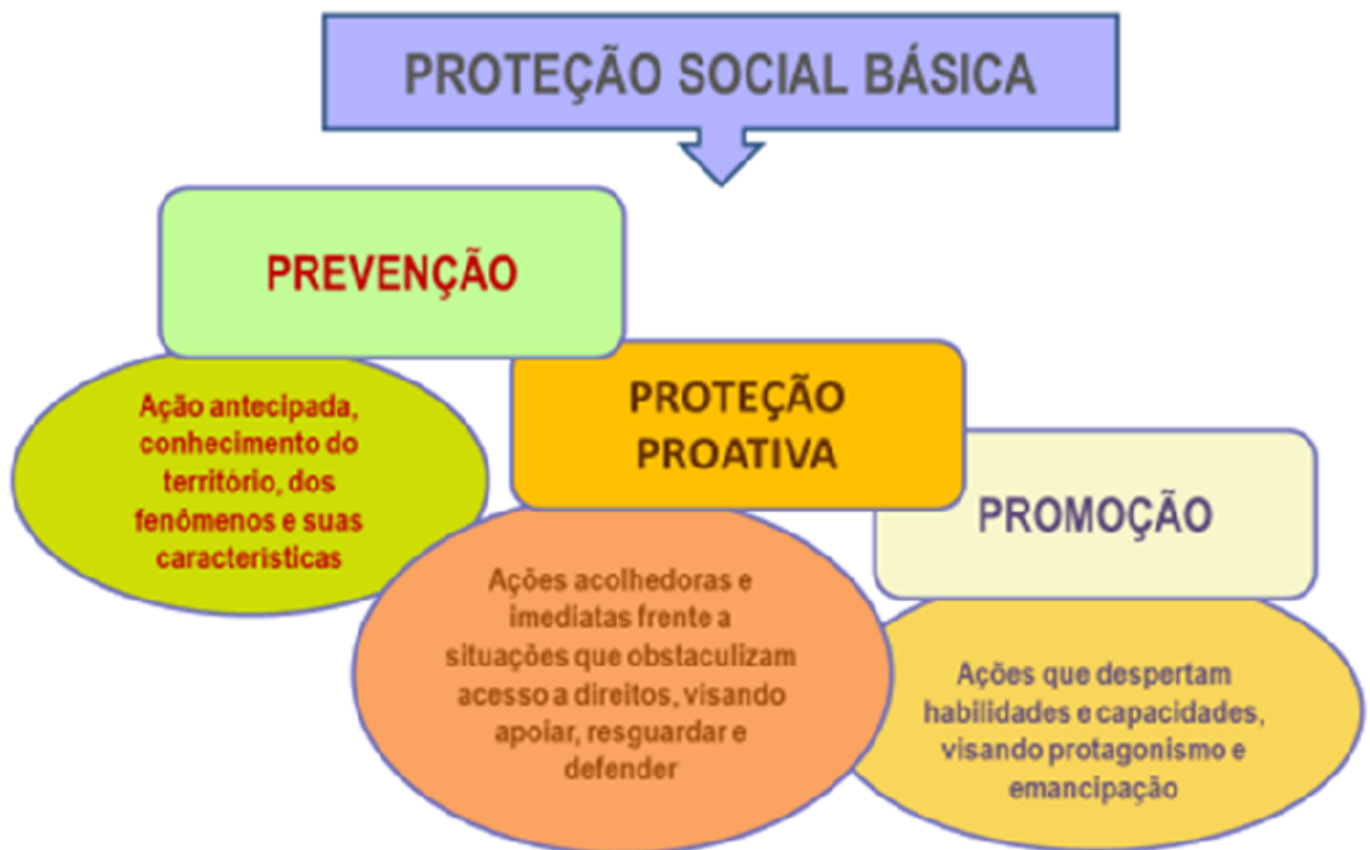 PROTEÇÃO SOCIAL BÁSICA
PREVENÇÃO
Ação antecipada,
conhecimento do
território, dos
fenômenos e suas
características
PROTEÇÃO
PROATIVA
Ações acolhedoras e
imediatas frente a
situações que obstaculizam
acesso a direitos, visando
apoiar, resguardar e
defender
PROMOÇÃO
Ações que despertam
habilidades e capacidades,
visando protagonismo e
emancipação